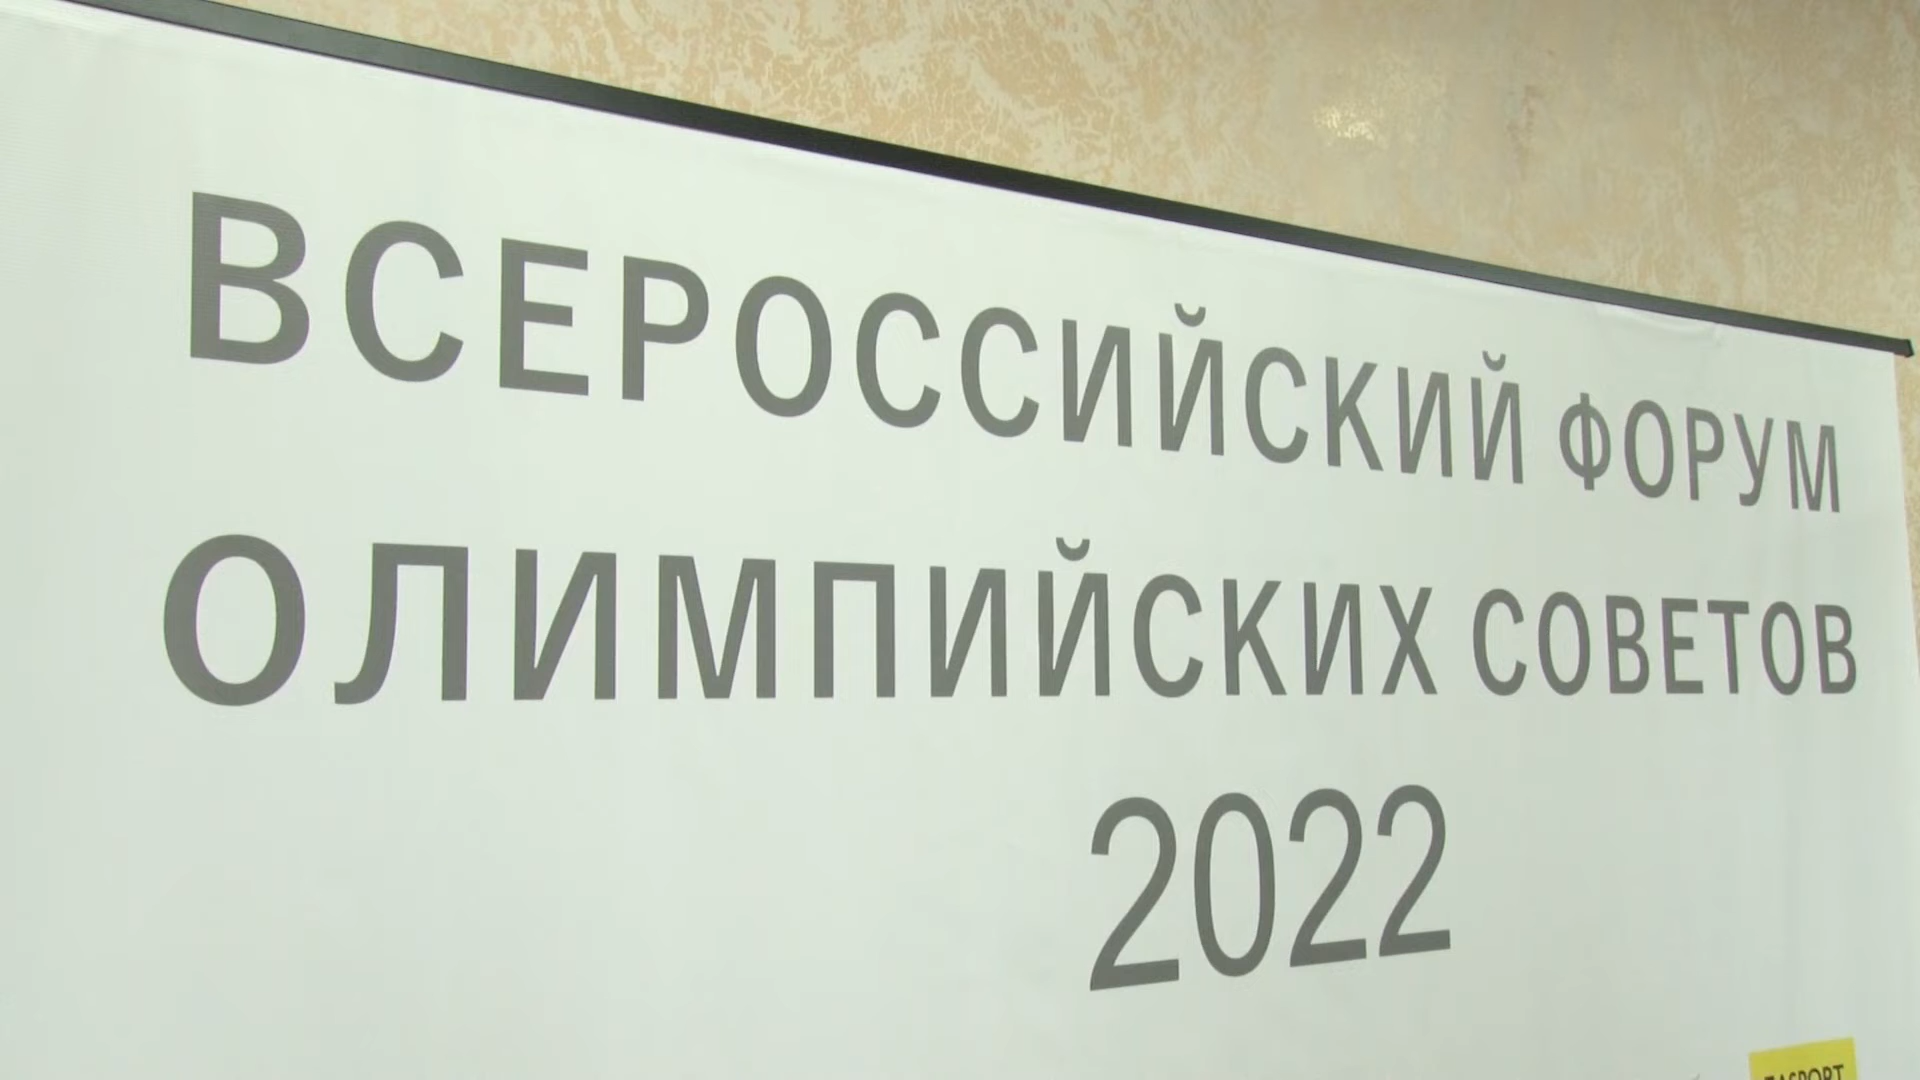 ВСЕРОССИЙСКИЙ ФОРУМ
ОЛИМПИЙСКИХ СОВЕТОВ
2022